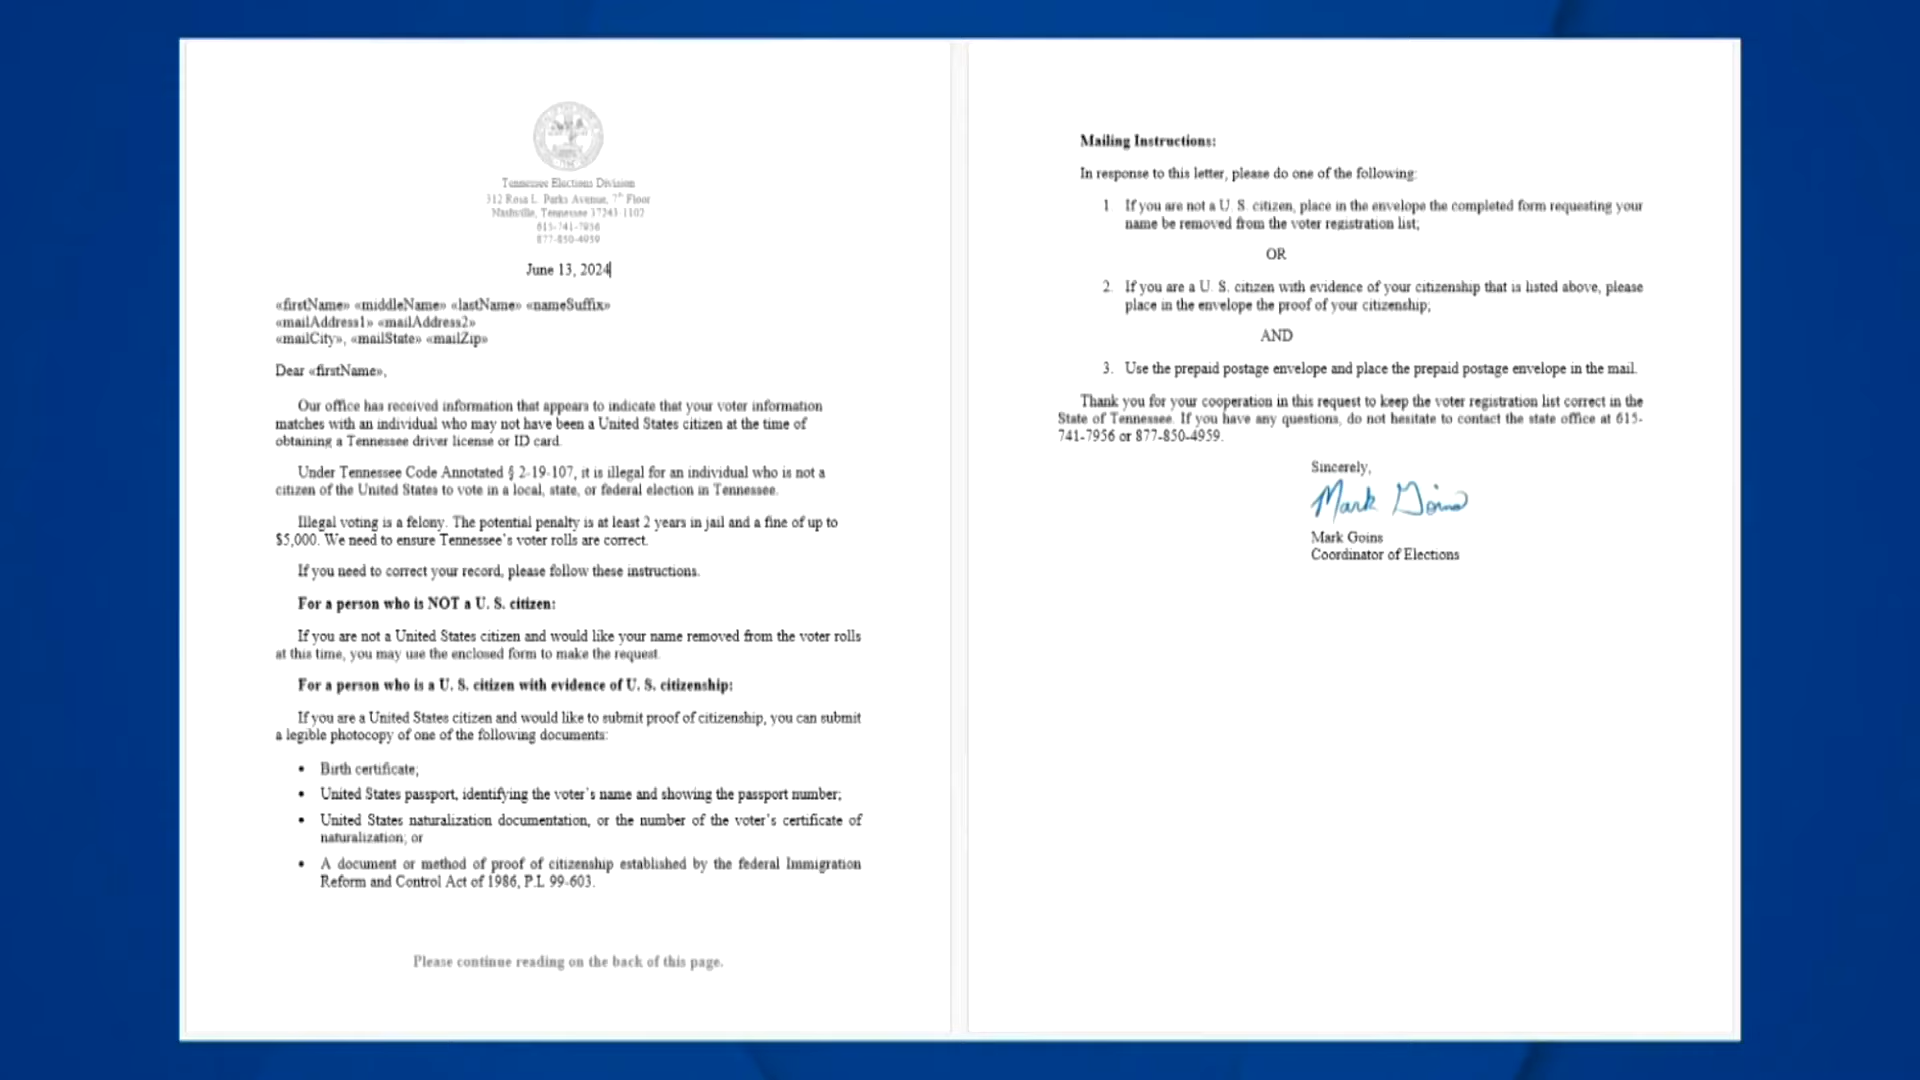 Tennessee Elections Division
312 Rosa L. Parks Avenue, 7th Floor
Nashville, Tennessee 37243-1102
615-741-7956
877-850-4959
June 13, 2024
«firstName» «middleName» «lastName» «nameSuffix»
«mailAddress1» «mailAddress2»
«mailCity», «mailState» «mailZip»
Dear «firstName»,
Our office has received information that appears to indicate that your voter information
matches with an individual who may not have been a United States citizen at the time of
obtaining a Tennessee driver license or ID card.
Under Tennessee Code Annotated § 2-19-107, it is illegal for an individual who is not a
citizen of the United States to vote in a local, state, or federal election in Tennessee.
Illegal voting is a felony. The potential penalty is at least 2 years in jail and a fine of up to
$5,000. We need to ensure Tennessee's voter rolls are correct.
If you need to correct your record, please follow these instructions.
For a person who is NOT a U. S. citizen:
If you are not a United States citizen and would like your name removed from the voter rolls
at this time, you may use the enclosed form to make the request.
For a person who is a U. S. citizen with evidence of U. S. citizenship:
If you are a United States citizen and would like to submit proof of citizenship, you can submit
a legible photocopy of one of the following documents:
• Birth certificate;
• United States passport, identifying the voter's name and showing the passport number;
• United States naturalization documentation, or the number of the voter's certificate of
naturalization; or
• A document or method of proof of citizenship established by the federal Immigration
Reform and Control Act of 1986, P.L. 99-603.
Please continue reading on the back of this page.
Mailing Instructions:
In response to this letter, please do one of the following:
1. If you are not a U. S. citizen, place in the envelope the completed form requesting your
name be removed from the voter registration list;
OR
2. If you are a U. S. citizen with evidence of your citizenship that is listed above, please
place in the envelope the proof of your citizenship;
AND
3. Use the prepaid postage envelope and place the prepaid postage envelope in the mail.
Thank you for your cooperation in this request to keep the voter registration list correct in the
State of Tennessee. If you have any questions, do not hesitate to contact the state office at 615-
741-7956 or 877-850-4959.
Sincerely,
Mark Goins
Mark Goins
Coordinator of Elections